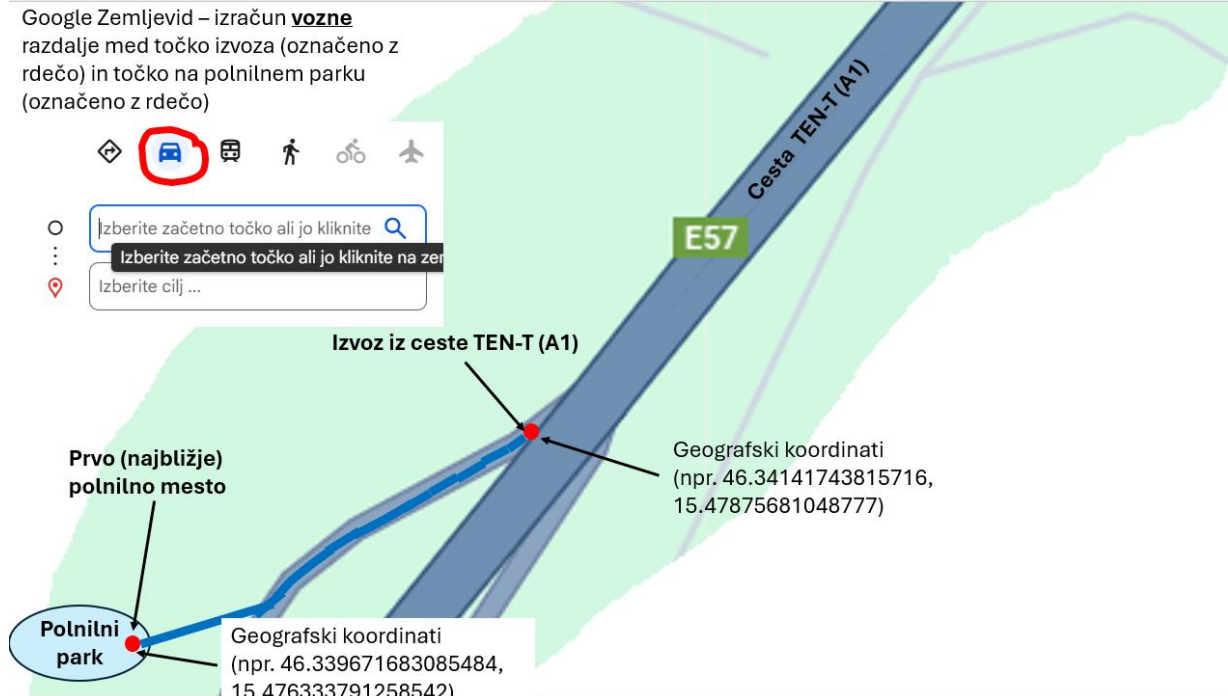 Google Zemljevid – izračun vozne
razdalje med točko izvoza (označeno z
rdečo) in točko na polnilnem parku
(označeno z rdečo)
Izberite začetno točko ali jo kliknite
Izberite začetno točko ali jo kliknite na zem
Izberite cilj ...
Cesta TEN-T (A1)
E57
Izvoz iz ceste TEN-T (A1)
Geografski koordinati
(npr. 46.34141743815716,
15.47875681048777)
Prvo (najbližje)
polnilno mesto
Polnilni
park
Geografski koordinati
(npr. 46.339671683085484,
15.476333791258542)